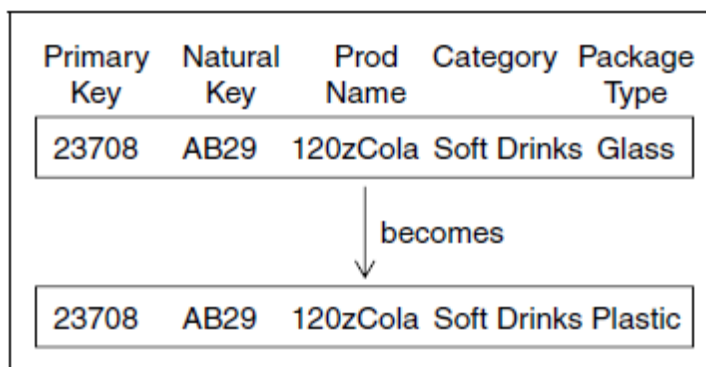 Primary Natural Prod Category Package
Key Key Name Type
23708 AB29 120zCola Soft Drinks Glass
becomes
23708 AB29 120zCola Soft Drinks Plastic